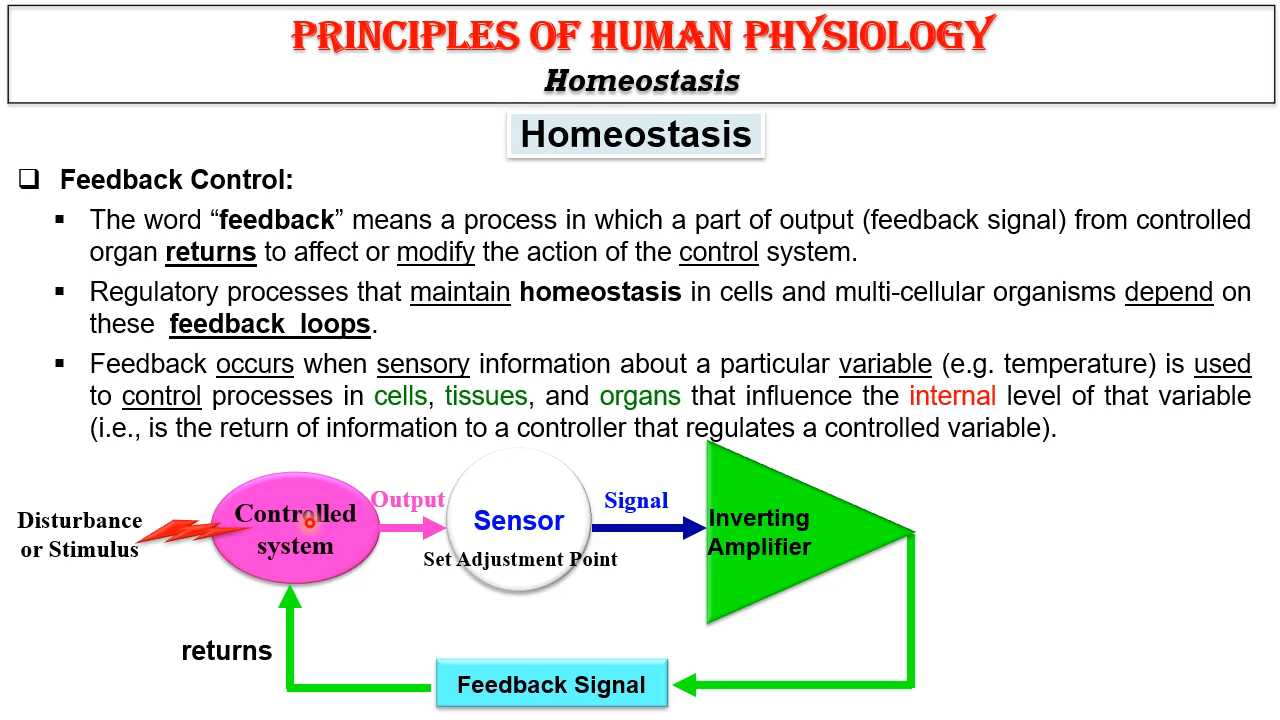 PRINCIPLES OF HUMAN PHYSIOLOGY
Homeostasis
Homeostasis
❑ Feedback Control:
▪ The word “feedback” means a process in which a part of output (feedback signal) from controlled
organ returns to affect or modify the action of the control system.
▪ Regulatory processes that maintain homeostasis in cells and multi-cellular organisms depend on
these feedback loops.
▪ Feedback occurs when sensory information about a particular variable (e.g. temperature) is used
to control processes in cells, tissues, and organs that influence the internal level of that variable
(i.e., is the return of information to a controller that regulates a controlled variable).
Disturbance
or Stimulus
Controlled
system
Output
Sensor
Set Adjustment Point
Signal
Inverting
Amplifier
returns
Feedback Signal